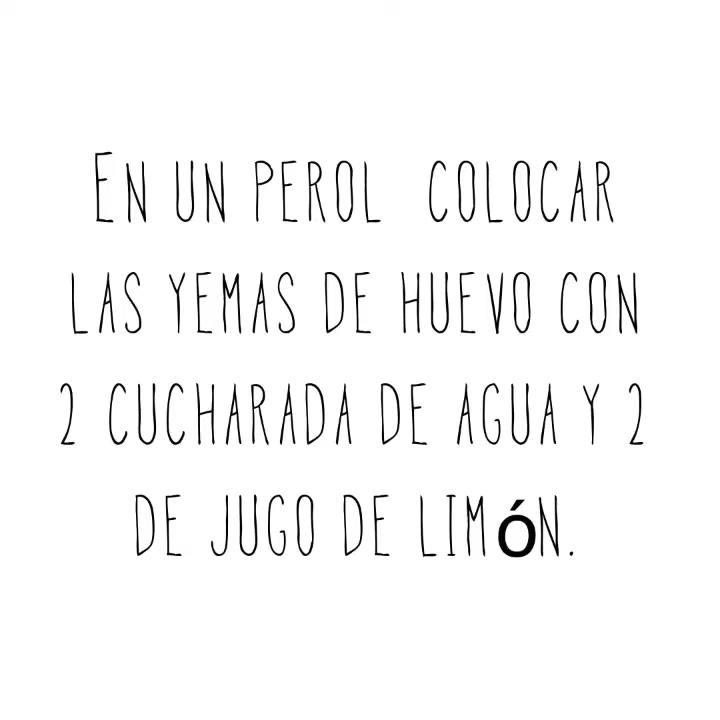 En un perol colocar
las yemas de huevo con
2 cucharada de agua y 2
de jugo de limón.